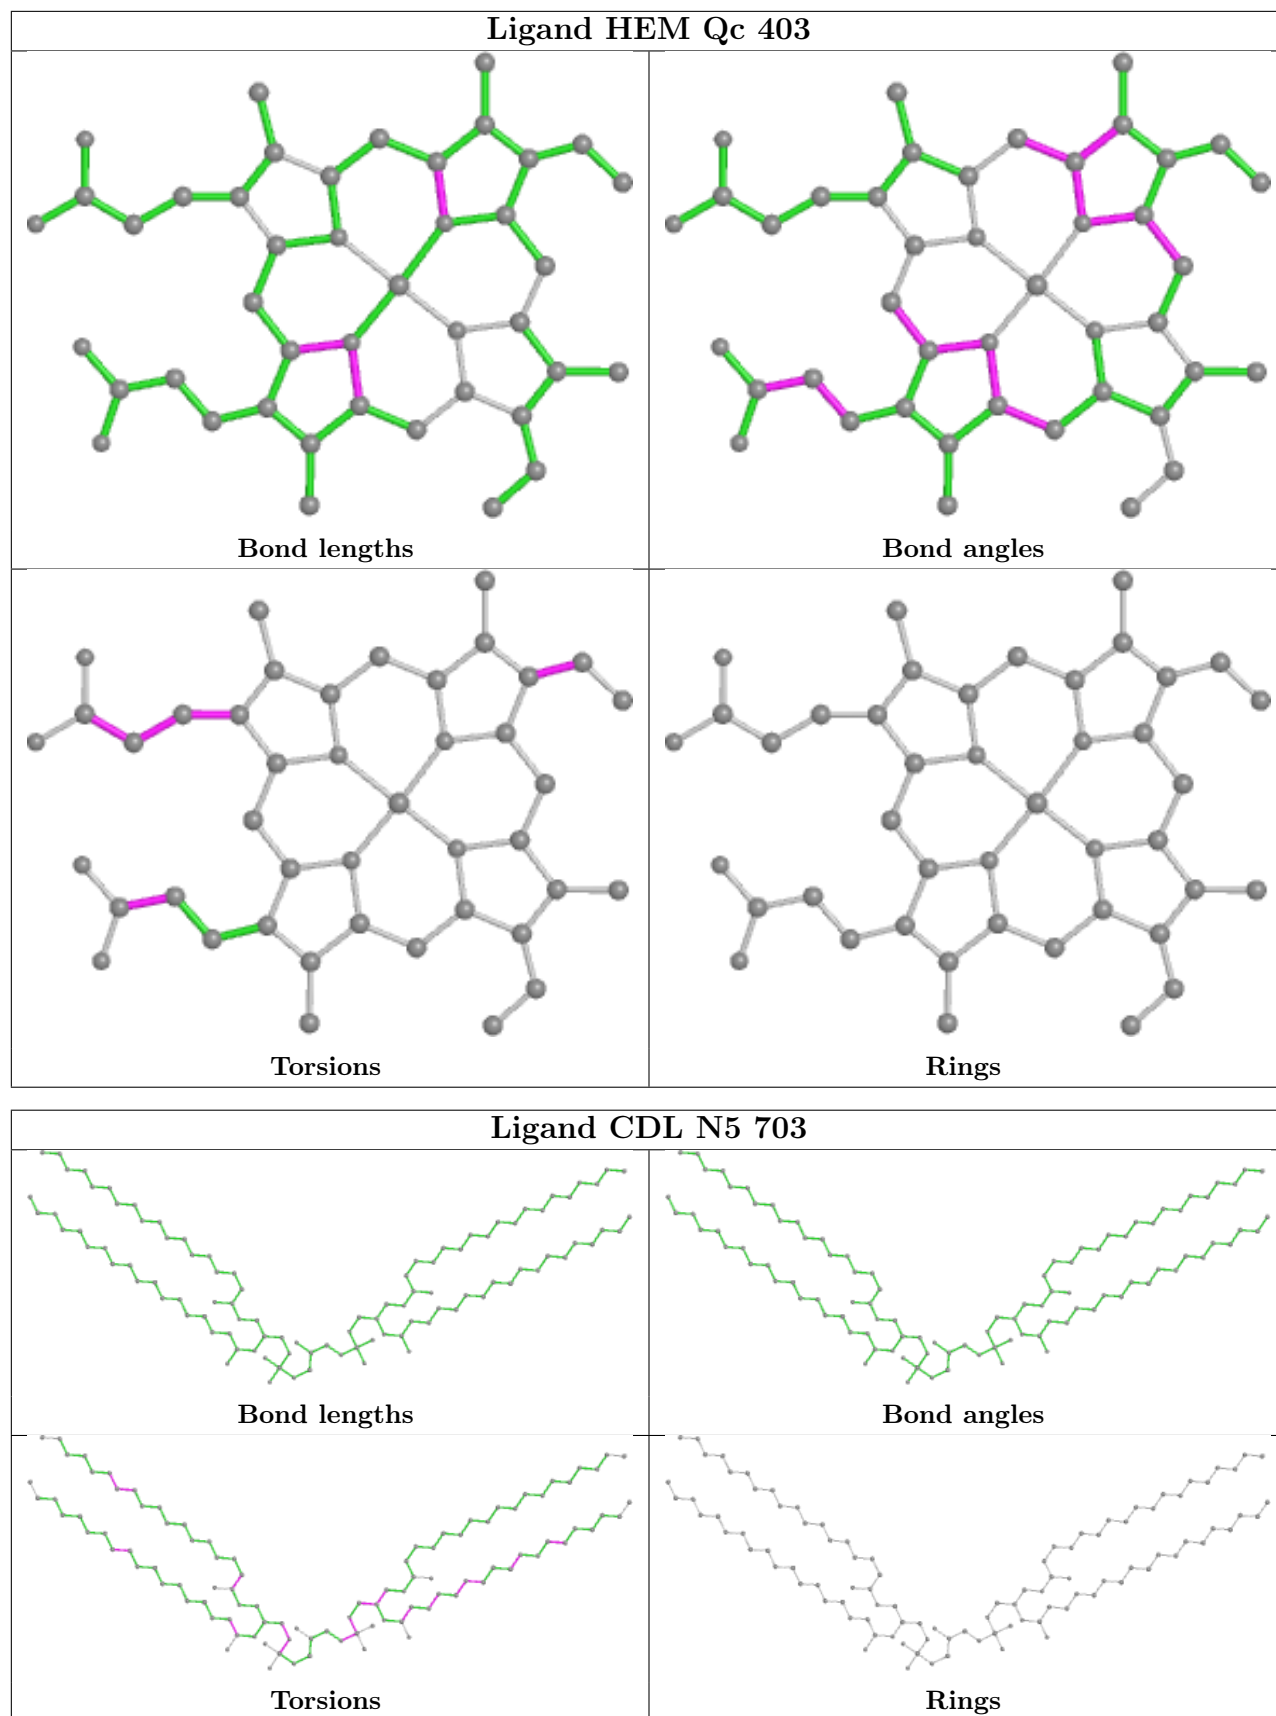 Ligand HEM Qc 403
Bond lengths
Bond angles
Torsions
Rings
Ligand CDL N5 703
Bond lengths
Bond angles
Torsions
Rings